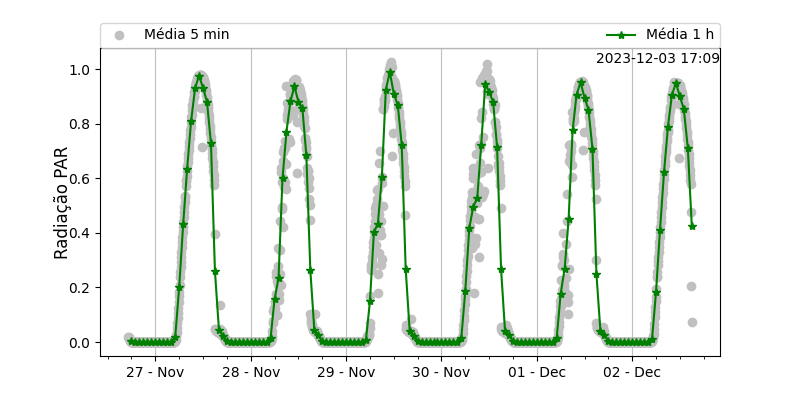 Média 5 min
Média 1 h
2023-12-03 17:09
Radiação PAR
1.0
0.8
0.6
0.4
0.2
0.0
27 - Nov
28 - Nov
29 - Nov
30 - Nov
01 - Dec
02 - Dec